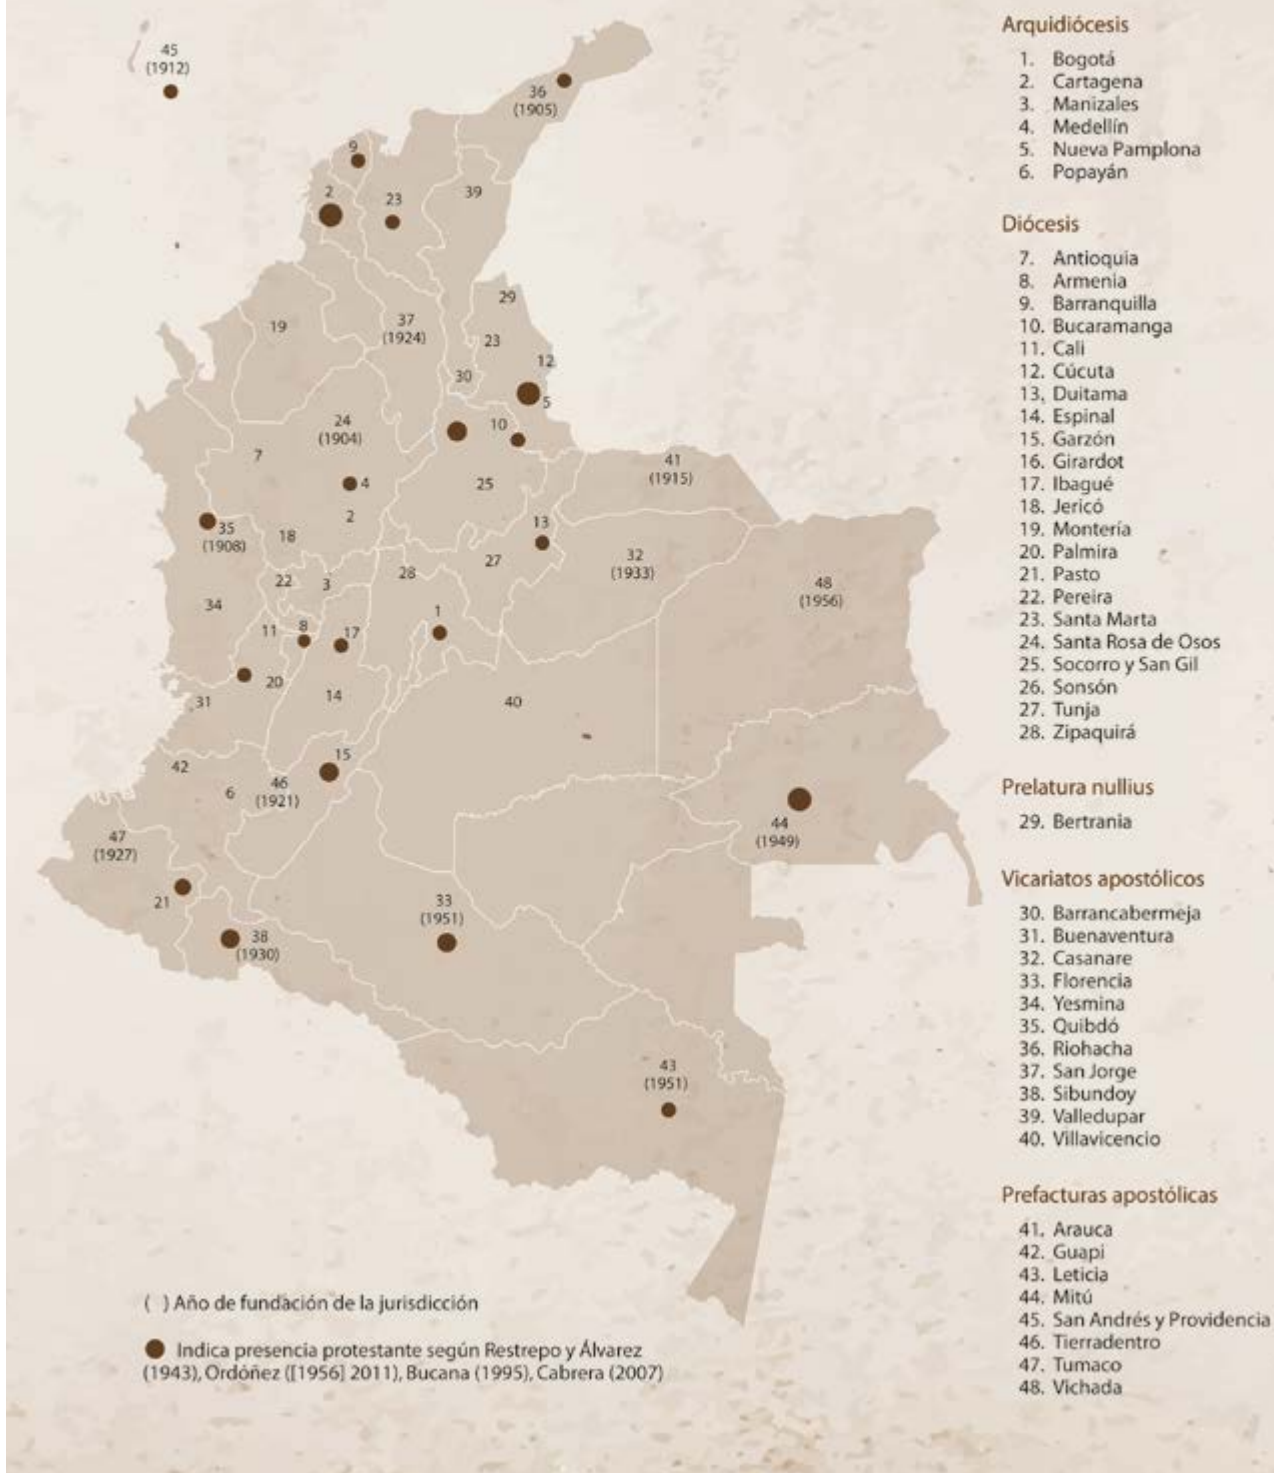 45
(1912)
36
(1905)
9
2
23
39
29
19
37
(1924)
23
12
30
5
24
(1904)
10
7
41
(1915)
4
25
2
35
(1908)
18
13
32
(1933)
27
28
22
3
48
(1956)
34
1
11
8
17
20
14
31
40
15
42
46
(1921)
6
44
(1949)
47
(1927)
21
33
(1951)
38
(1930)
43
(1951)
( ) Año de fundación de la jurisdicción
Indica presencia protestante según Restrepo y Álvarez
(1943), Ordóñez ([1956] 2011), Bucana (1995), Cabrera (2007)
Arquidiócesis
1. Bogotá
2. Cartagena
3. Manizales
4. Medellín
5. Nueva Pamplona
6. Popayán
Diócesis
7. Antioquia
8. Armenia
9. Barranquilla
10. Bucaramanga
11. Cali
12. Cúcuta
13, Duitama
14. Espinal
15. Garzón
16. Girardot
17. Ibagué
18. Jericó
19. Montería
20. Palmira
21. Pasto
22. Pereira
23. Santa Marta
24. Santa Rosa de Osos
25. Socorro y San Gil
26. Sonsón
27. Tunja
28. Zipaquirá
Prelatura nullius
29. Bertrania
Vicariatos apostólicos
30. Barrancabermeja
31. Buenaventura
32. Casanare
33. Florencia
34. Yesmina
35. Quibdó
36. Riohacha
37. San Jorge
38. Sibundoy
39. Valledupar
40. Villavicencio
Prefacturas apostólicas
41. Arauca
42. Guapi
43. Leticia
44. Mitú
45. San Andrés y Providencia
46. Tierradentro
47. Tumaco
48. Vichada